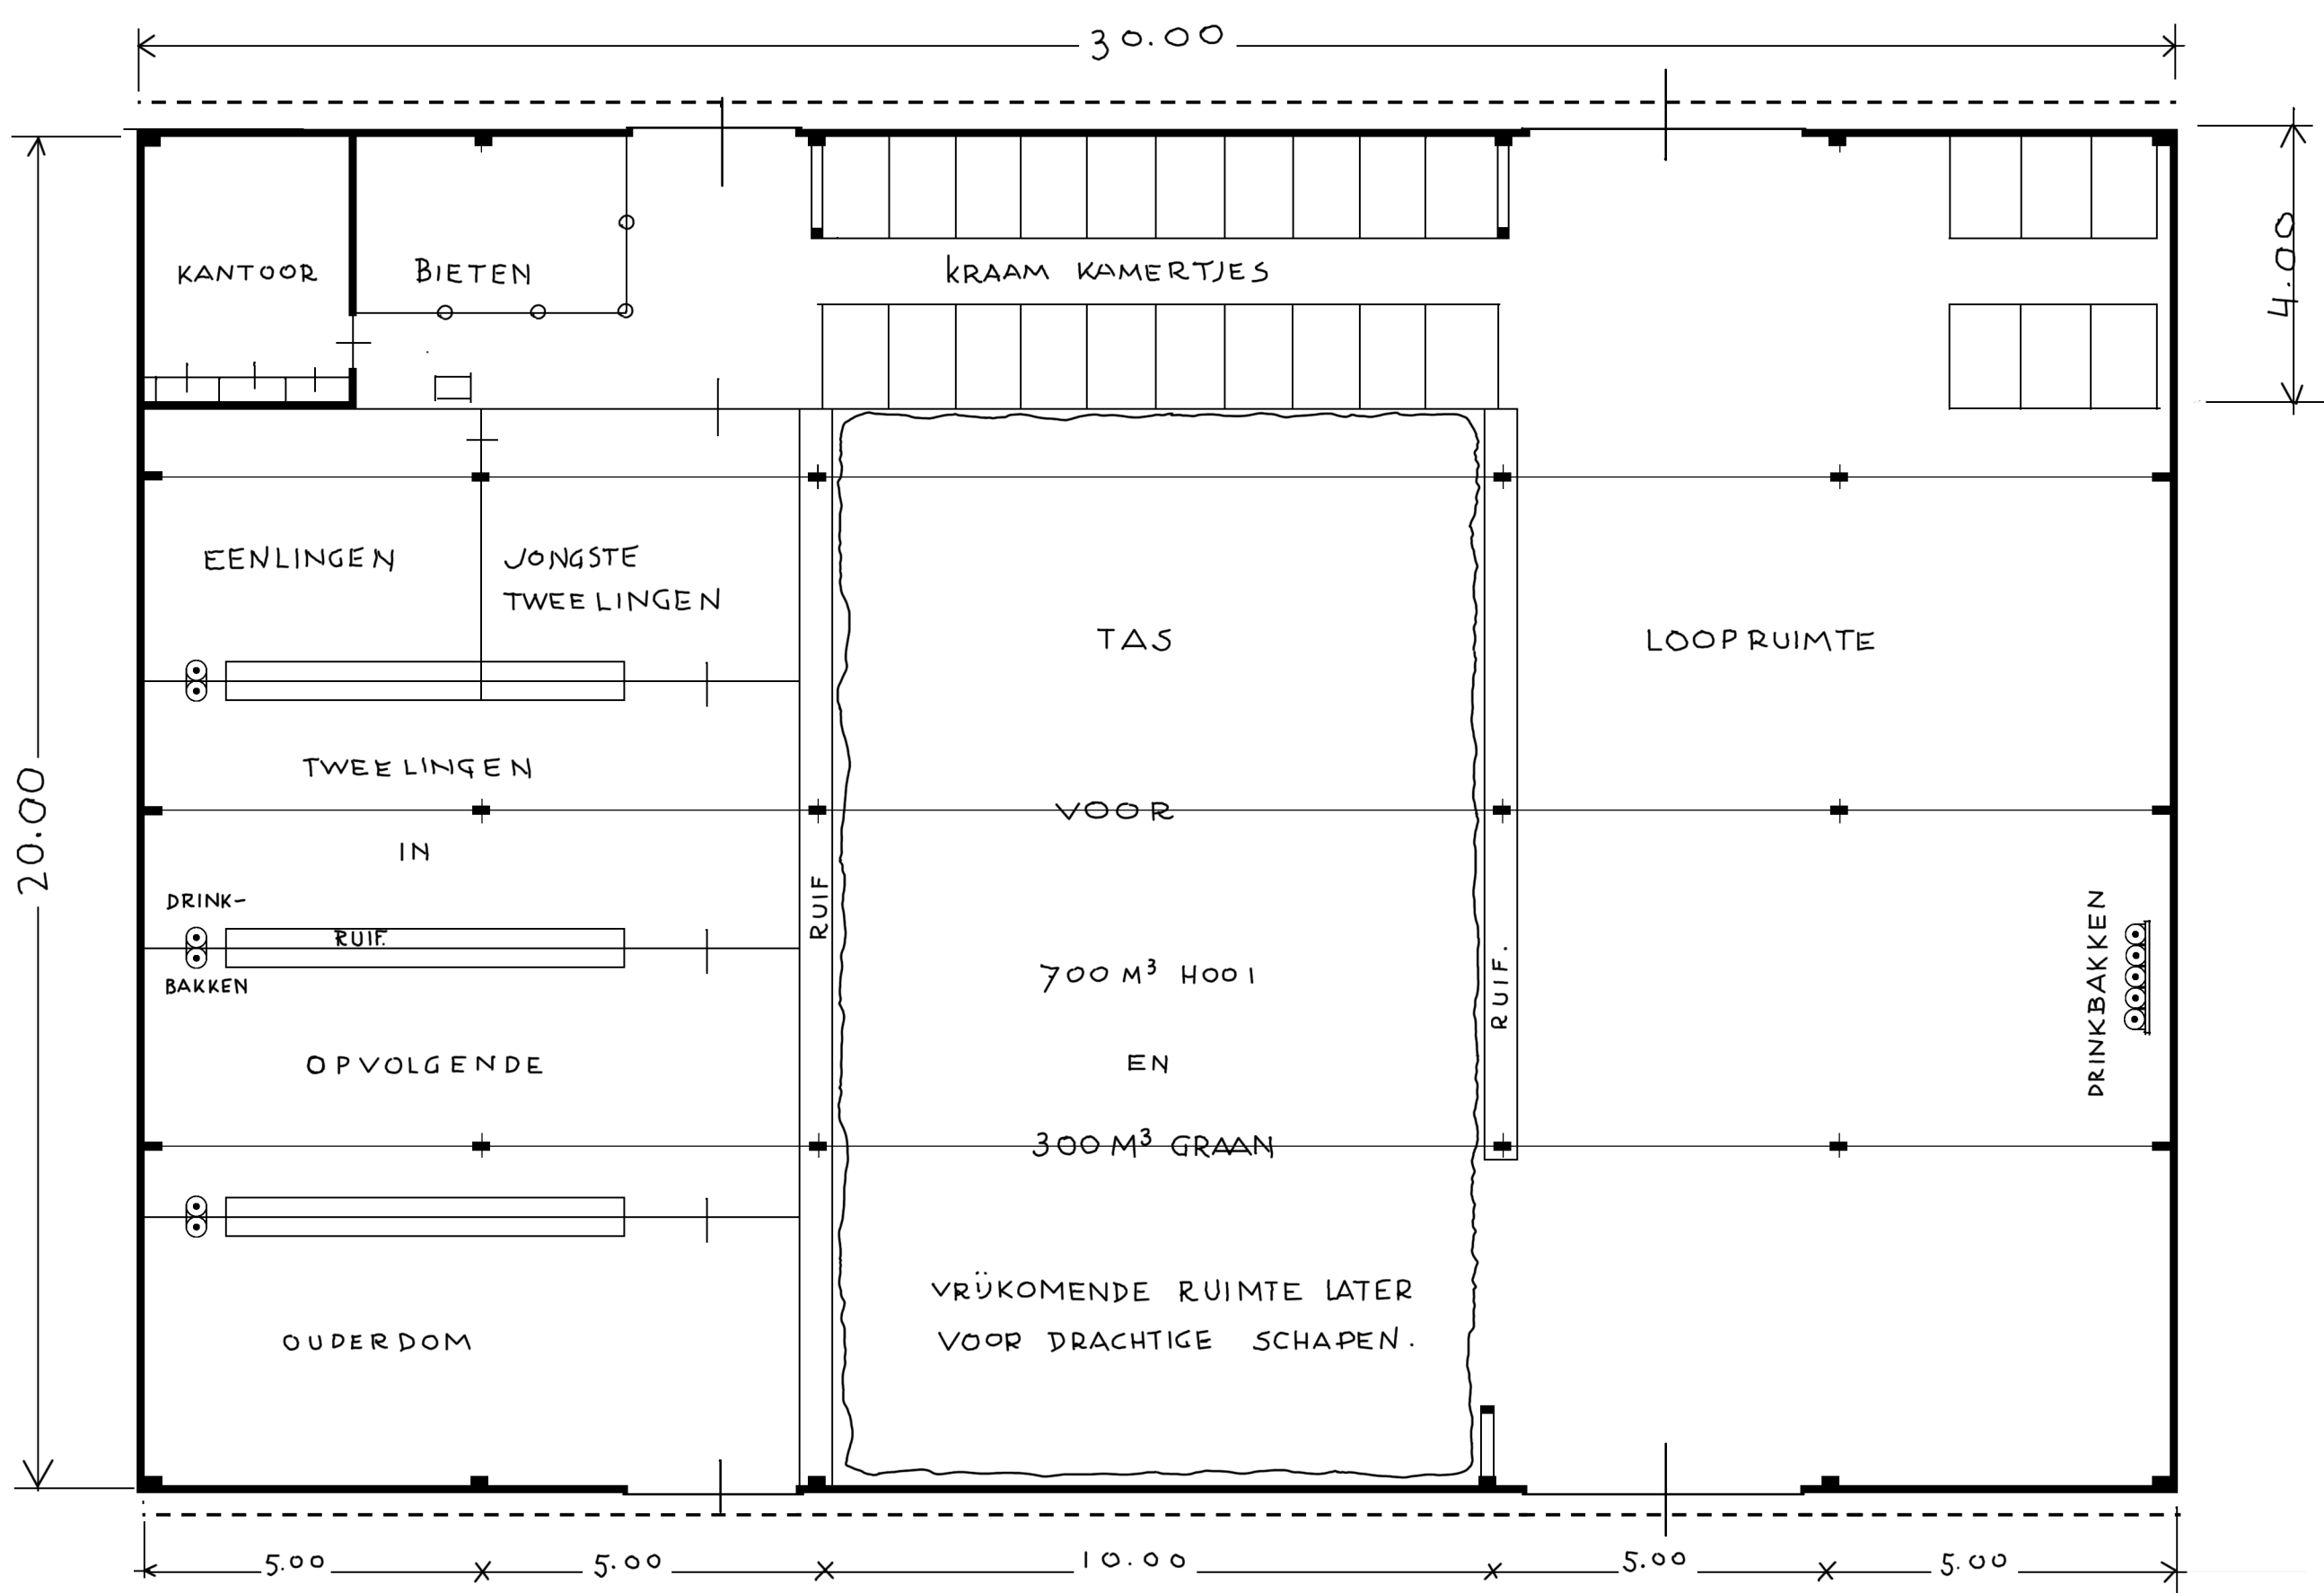 30.00
KANTOOR
BIETEN
KRAAM KAMERTJES
4.00
EENLINGEN
JONGSTE
TWEELINGEN
TAS
LOOPRUIMTE
TWEELINGEN
VOOR
20.00
IN
RUIF
DRINK-
RUIF.
BAKKEN
DRINKBAKKEN
700 M³ HOOI
RUIF.
OPVOLGENDE
EN
300 M³ GRAAN
VRIJKOMENDE RUIMTE LATER
OUDERDOM
VOOR DRACHTIGE SCHAPEN.
5.00
5.00
10.00
5.00
5.00